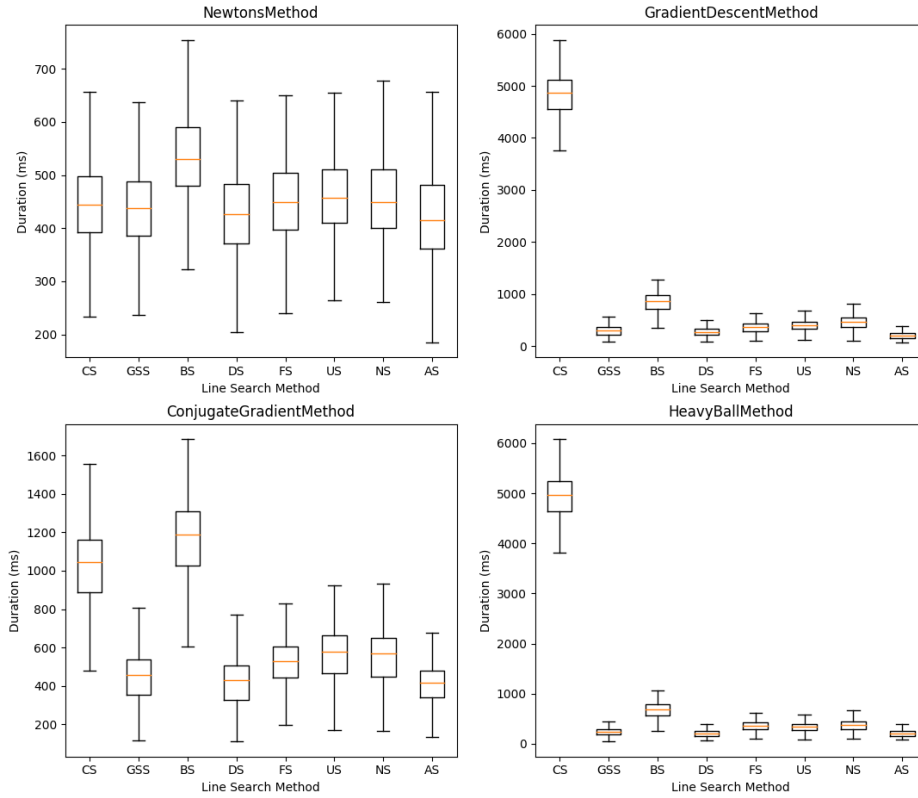 NewtonsMethod
Duration (ms)
700
600
500
400
300
200
CS GSS BS DS FS US NS AS
Line Search Method
GradientDescentMethod
Duration (ms)
6000
5000
4000
3000
2000
1000
0
CS GSS BS DS FS US NS AS
Line Search Method
ConjugateGradientMethod
Duration (ms)
1600
1400
1200
1000
800
600
400
200
CS GSS BS DS FS US NS AS
Line Search Method
HeavyBallMethod
Duration (ms)
6000
5000
4000
3000
2000
1000
0
CS GSS BS DS FS US NS AS
Line Search Method